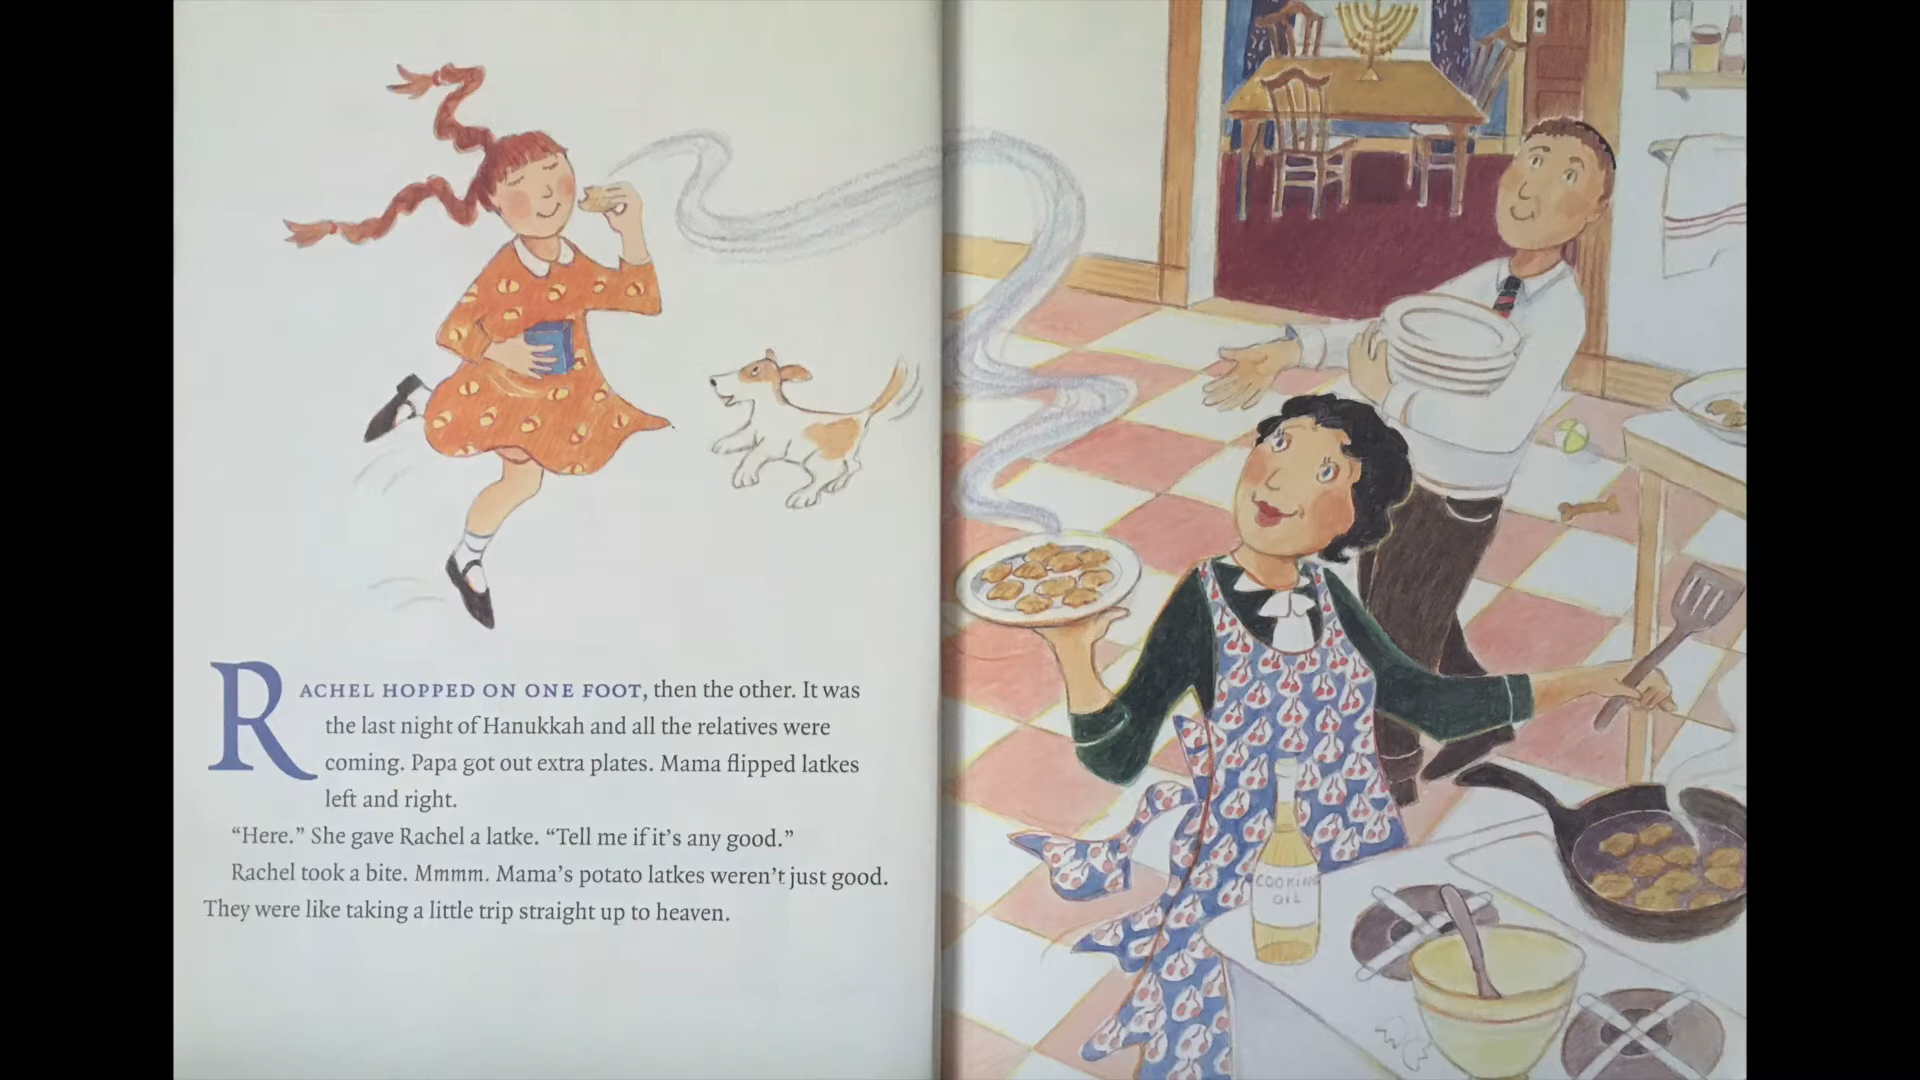 RACHEL HOPPED ON ONE FOOT, then the other. It was
the last night of Hanukkah and all the relatives were
coming. Papa got out extra plates. Mama flipped latkes
left and right.
“Here.” She gave Rachel a latke. “Tell me if it’s any good.”
Rachel took a bite. Mmmm. Mama’s potato latkes weren’t just good.
They were like taking a little trip straight up to heaven.
COOKING
OIL